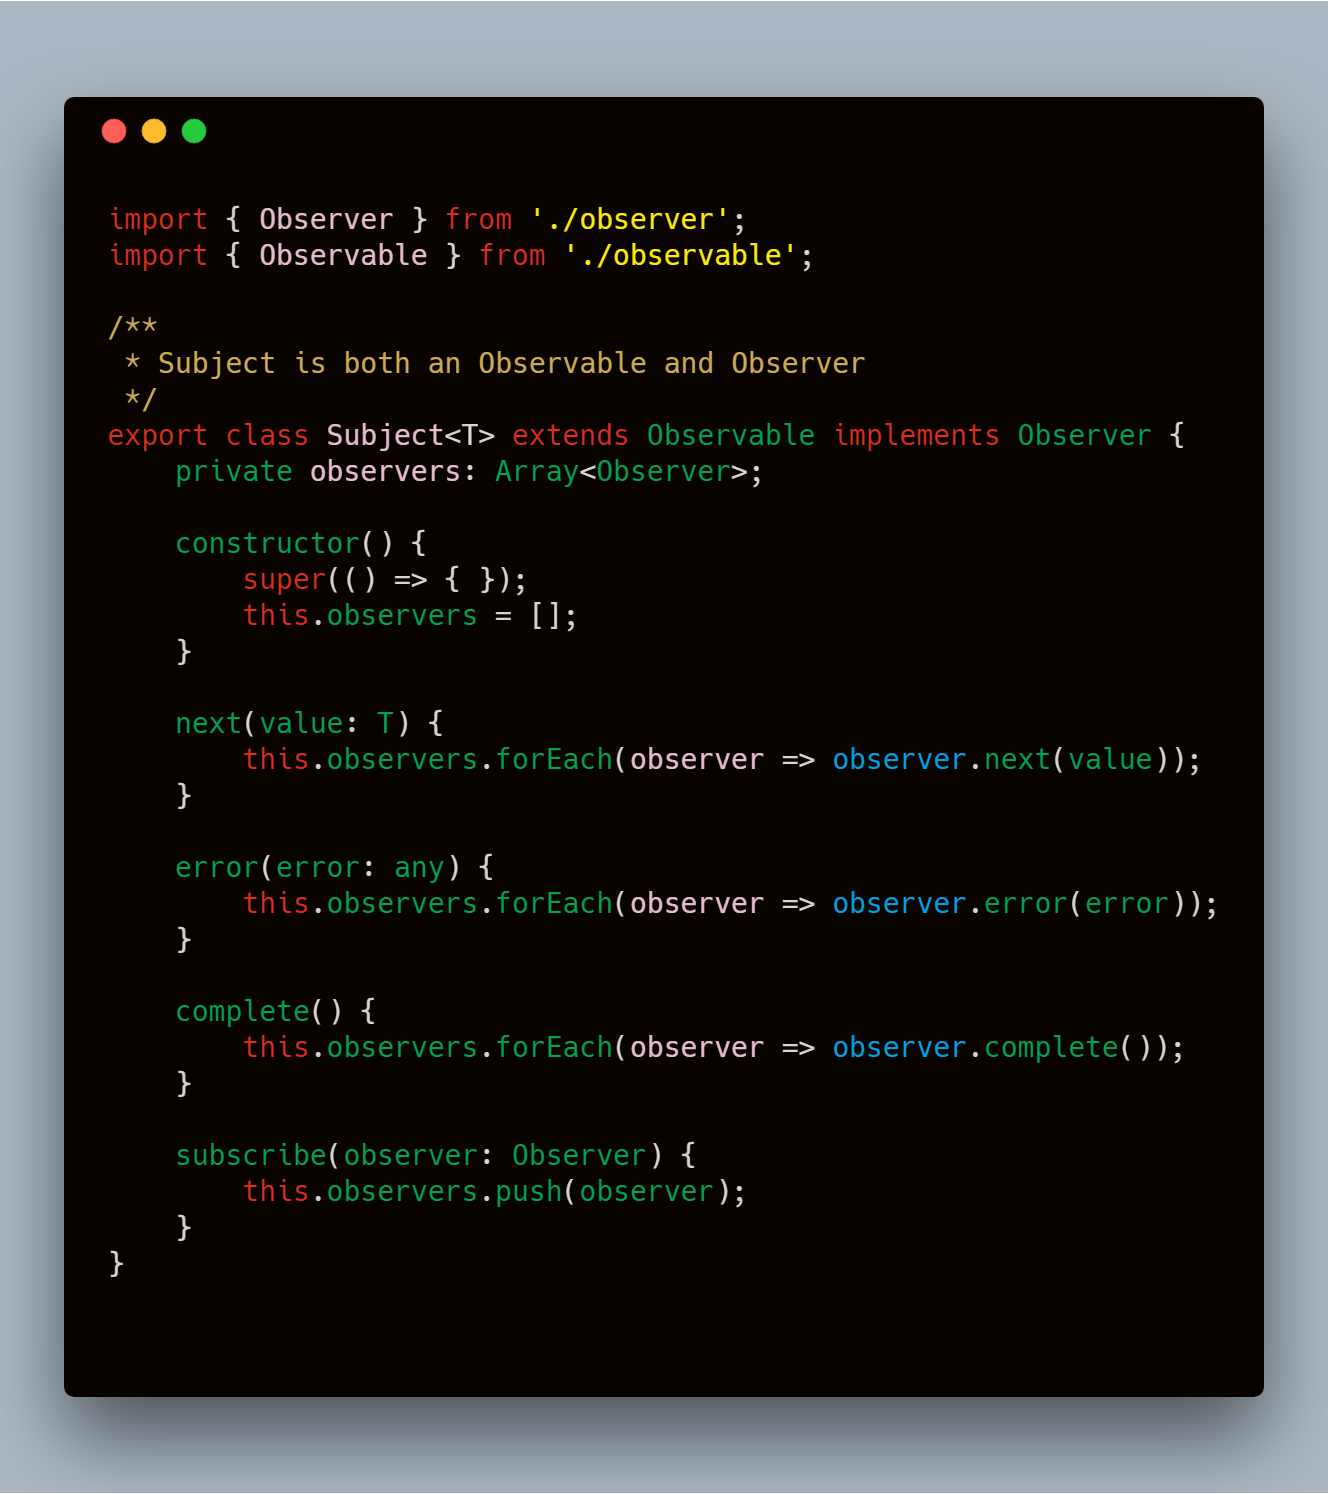 import { Observer } from './observer';
import { Observable } from './observable';

/**
 * Subject is both an Observable and Observer
 */
export class Subject<T> extends Observable implements Observer {
    private observers: Array<Observer>;

    constructor() {
        super(() => { });
        this.observers = [];
    }

    next(value: T) {
        this.observers.forEach(observer => observer.next(value));
    }

    error(error: any) {
        this.observers.forEach(observer => observer.error(error));
    }

    complete() {
        this.observers.forEach(observer => observer.complete());
    }

    subscribe(observer: Observer) {
        this.observers.push(observer);
    }
}